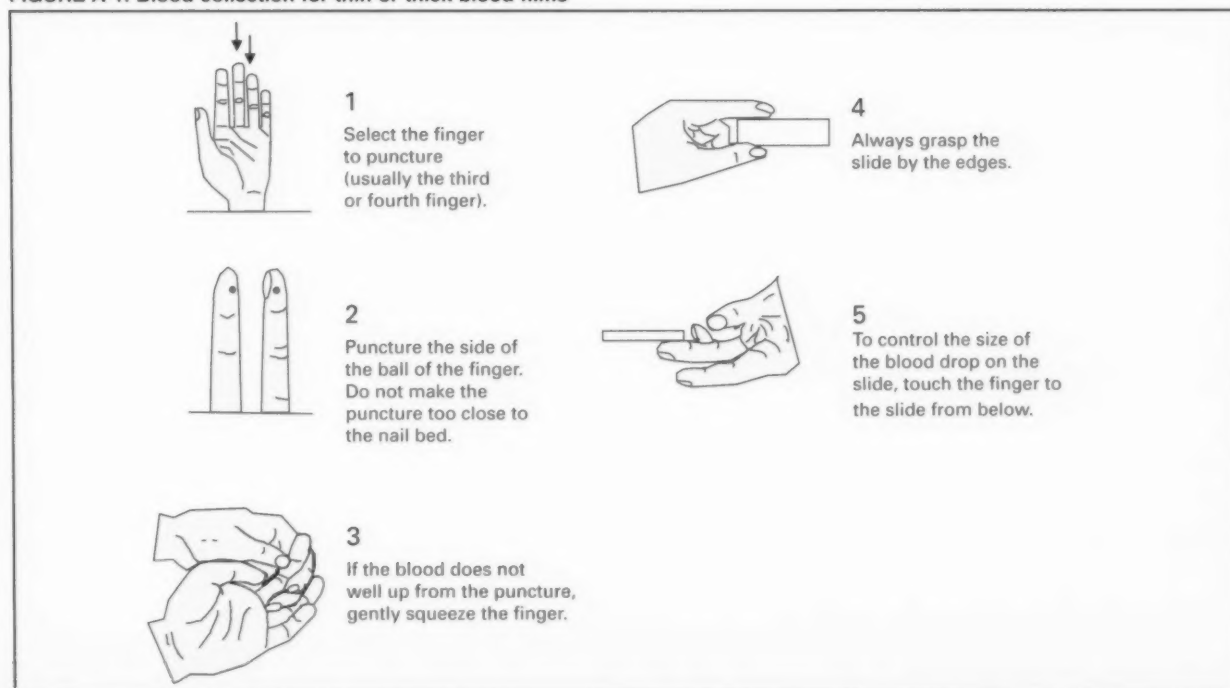 1
Select the finger
to puncture
(usually the third
or fourth finger).
2
Puncture the side of
the ball of the finger.
Do not make the
puncture too close to
the nail bed.
3
If the blood does not
well up from the puncture,
gently squeeze the finger.
4
Always grasp the
slide by the edges.
5
To control the size of
the blood drop on the
slide, touch the finger to
the slide from below.